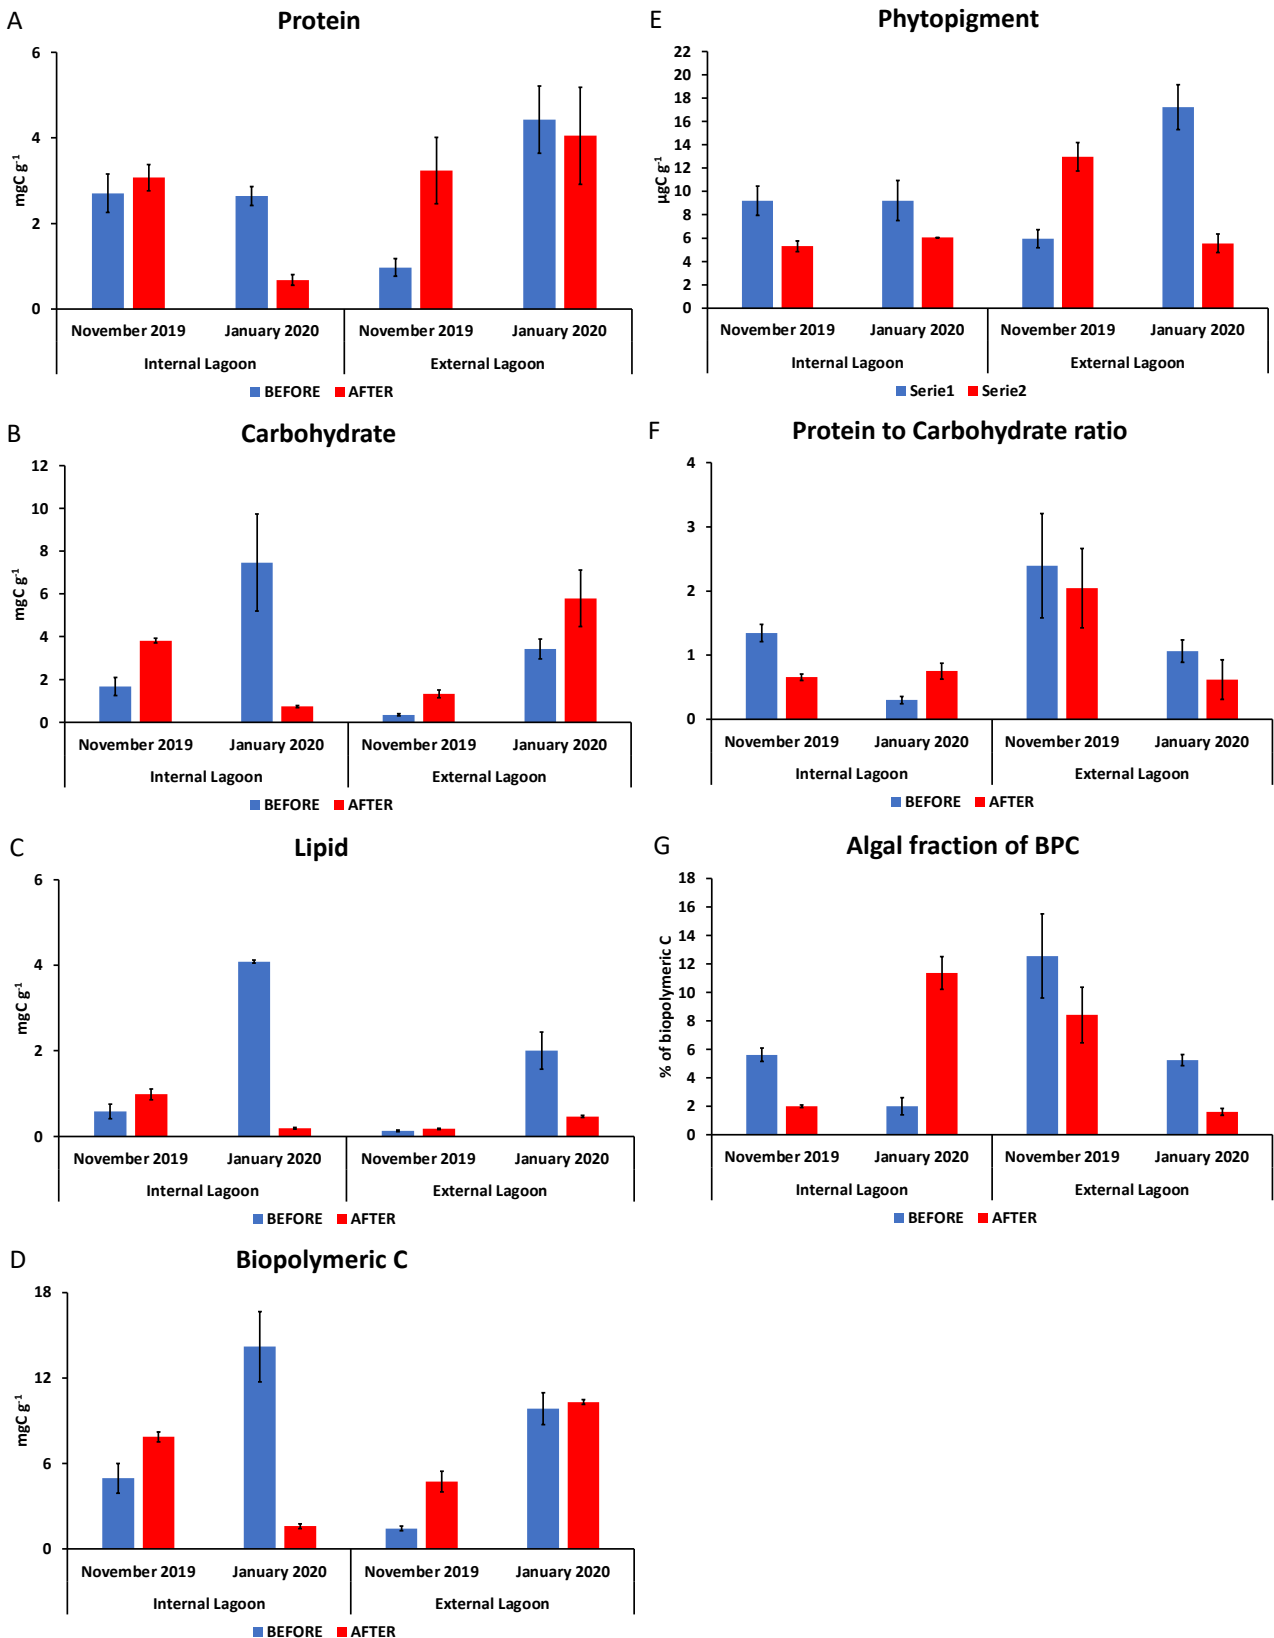 A
Protein
6
4
2
0
mgC g⁻¹
November 2019 January 2020 November 2019 January 2020
Internal Lagoon External Lagoon
BEFORE AFTER
B
Carbohydrate
12
10
8
6
4
2
0
mgC g⁻¹
November 2019 January 2020 November 2019 January 2020
Internal Lagoon External Lagoon
BEFORE AFTER
C
Lipid
6
4
2
0
mgC g⁻¹
November 2019 January 2020 November 2019 January 2020
Internal Lagoon External Lagoon
BEFORE AFTER
D
Biopolymeric C
18
12
6
0
mgC g⁻¹
November 2019 January 2020 November 2019 January 2020
Internal Lagoon External Lagoon
BEFORE AFTER
E
Phytopigment
22
20
18
16
14
12
10
8
6
4
2
0
µgC g⁻¹
November 2019 January 2020 November 2019 January 2020
Internal Lagoon External Lagoon
Serie1 Serie2
F
Protein to Carbohydrate ratio
4
3
2
1
0
November 2019 January 2020 November 2019 January 2020
Internal Lagoon External Lagoon
BEFORE AFTER
G
Algal fraction of BPC
18
16
14
12
10
8
6
4
2
0
% of biopolymeric C
November 2019 January 2020 November 2019 January 2020
Internal Lagoon External Lagoon
BEFORE AFTER